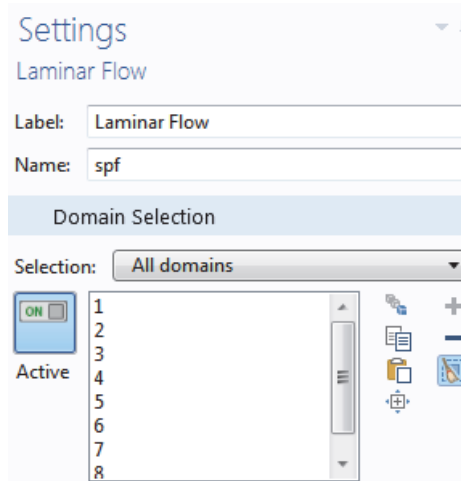 Settings
Laminar Flow
Label: Laminar Flow
Name: spf
Domain Selection
Selection: All domains
ON
Active
1
2
3
4
5
6
7
8